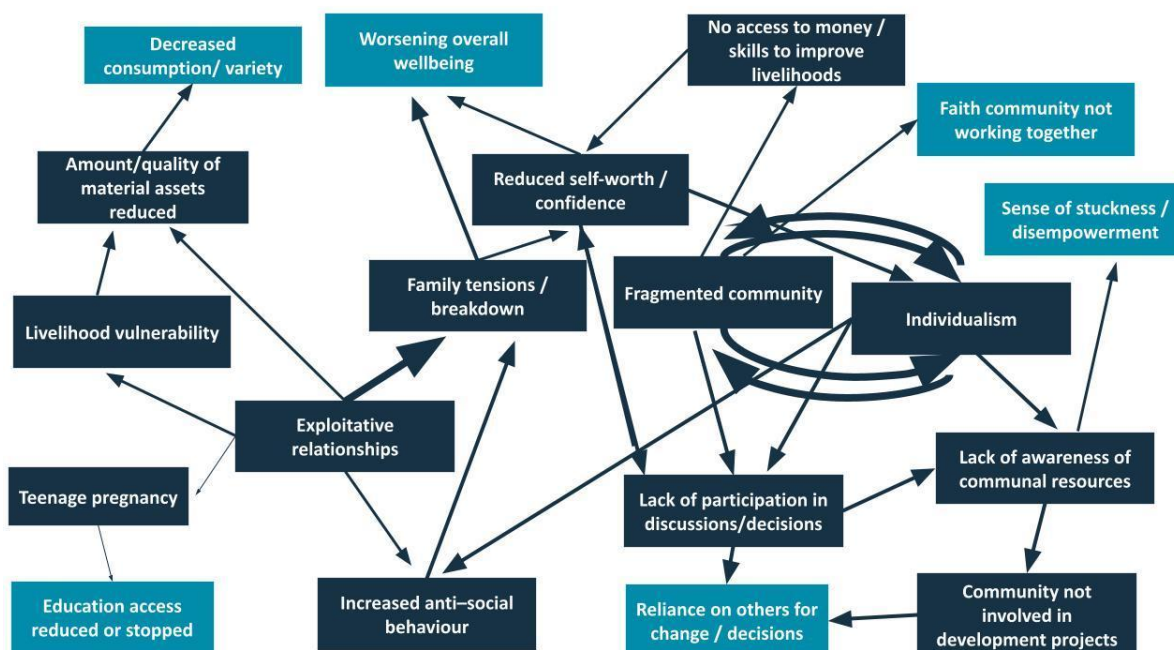 Decreased
consumption/ variety
Worsening overall
wellbeing
No access to money /
skills to improve
livelihoods
Faith community not
working together
Amount/quality of
material assets
reduced
Reduced self-worth /
confidence
Sense of stuckness /
disempowerment
Family tensions /
breakdown
Fragmented community
Individualism
Livelihood vulnerability
Exploitative
relationships
Teenage pregnancy
Lack of participation in
discussions/decisions
Lack of awareness of
communal resources
Education access
reduced or stopped
Increased anti–social
behaviour
Reliance on others for
change / decisions
Community not
involved in
development projects